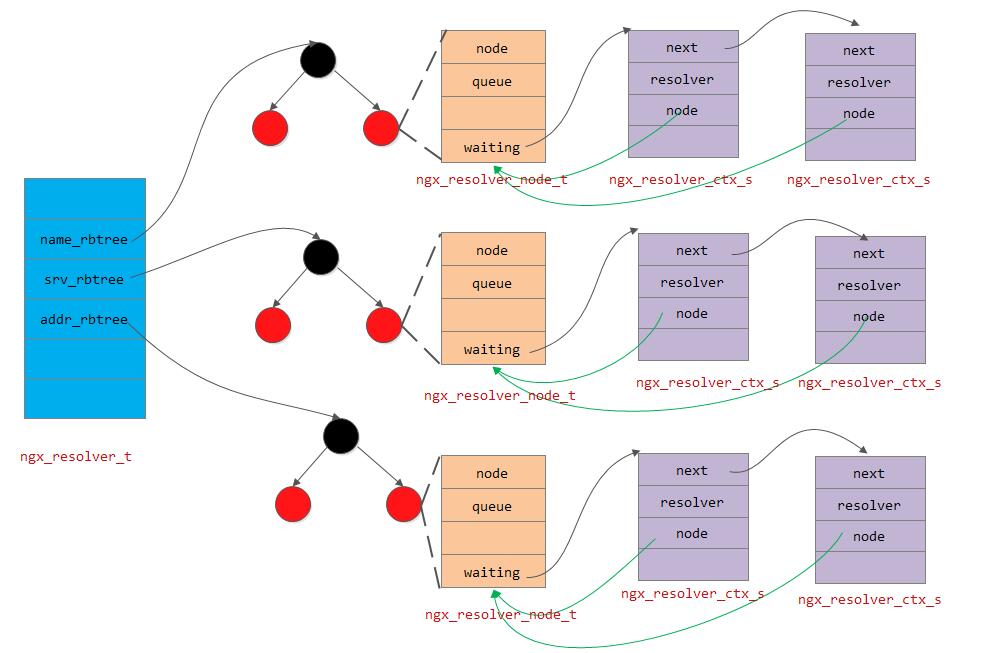 node
queue
waiting
ngx_resolver_node_t
next
resolver
node
ngx_resolver_ctx_s
next
resolver
node
ngx_resolver_ctx_s
name_rbtree
srv_rbtree
addr_rbtree
ngx_resolver_t
node
queue
waiting
ngx_resolver_node_t
next
resolver
node
ngx_resolver_ctx_s
next
resolver
node
ngx_resolver_ctx_s
node
queue
waiting
ngx_resolver_node_t
next
resolver
node
ngx_resolver_ctx_s
next
resolver
node
ngx_resolver_ctx_s